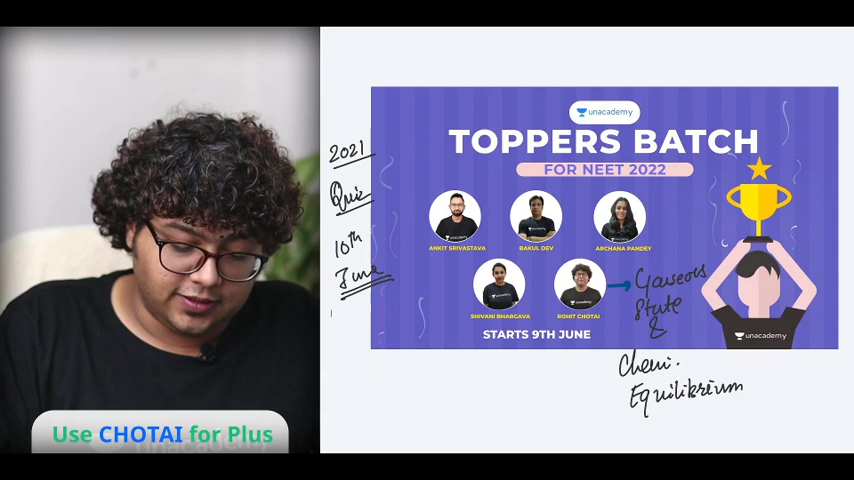 2021
Quiz
10th
June
unacademy
TOPPERS BATCH
FOR NEET 2022
ANKIT SRIVASTAVA
BAKUL DEV
ARCHANA PANDEY
SHIVANI BHARGAVA
ROHIT CHOTAI
STARTS 9TH JUNE
Gaseous
State
&
Chemi.
Equilibrium
unacademy
Use CHOTAI for Plus